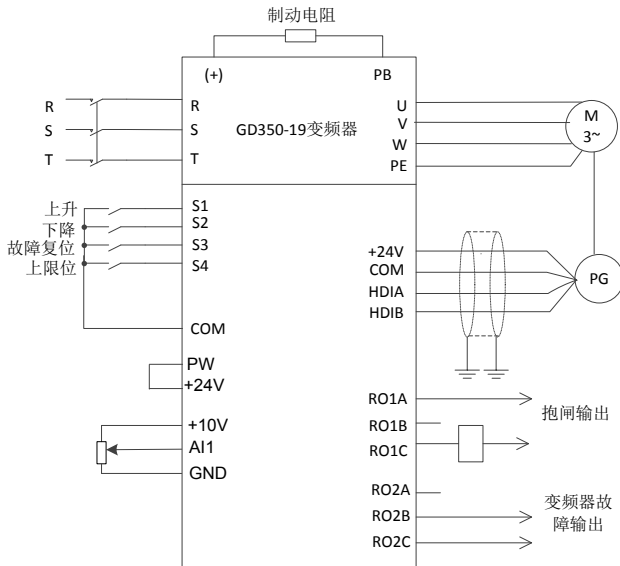 制动电阻
(+)
PB
R
S
T
R
S
T
GD350-19变频器
U
V
W
PE
M
3~
上升
下降
故障复位
上限位
S1
S2
S3
S4
COM
PW
+24V
+10V
AI1
GND
+24V
COM
HDIA
HDIB
PG
RO1A
RO1B
RO1C
抱闸输出
RO2A
RO2B
RO2C
变频器故
障输出